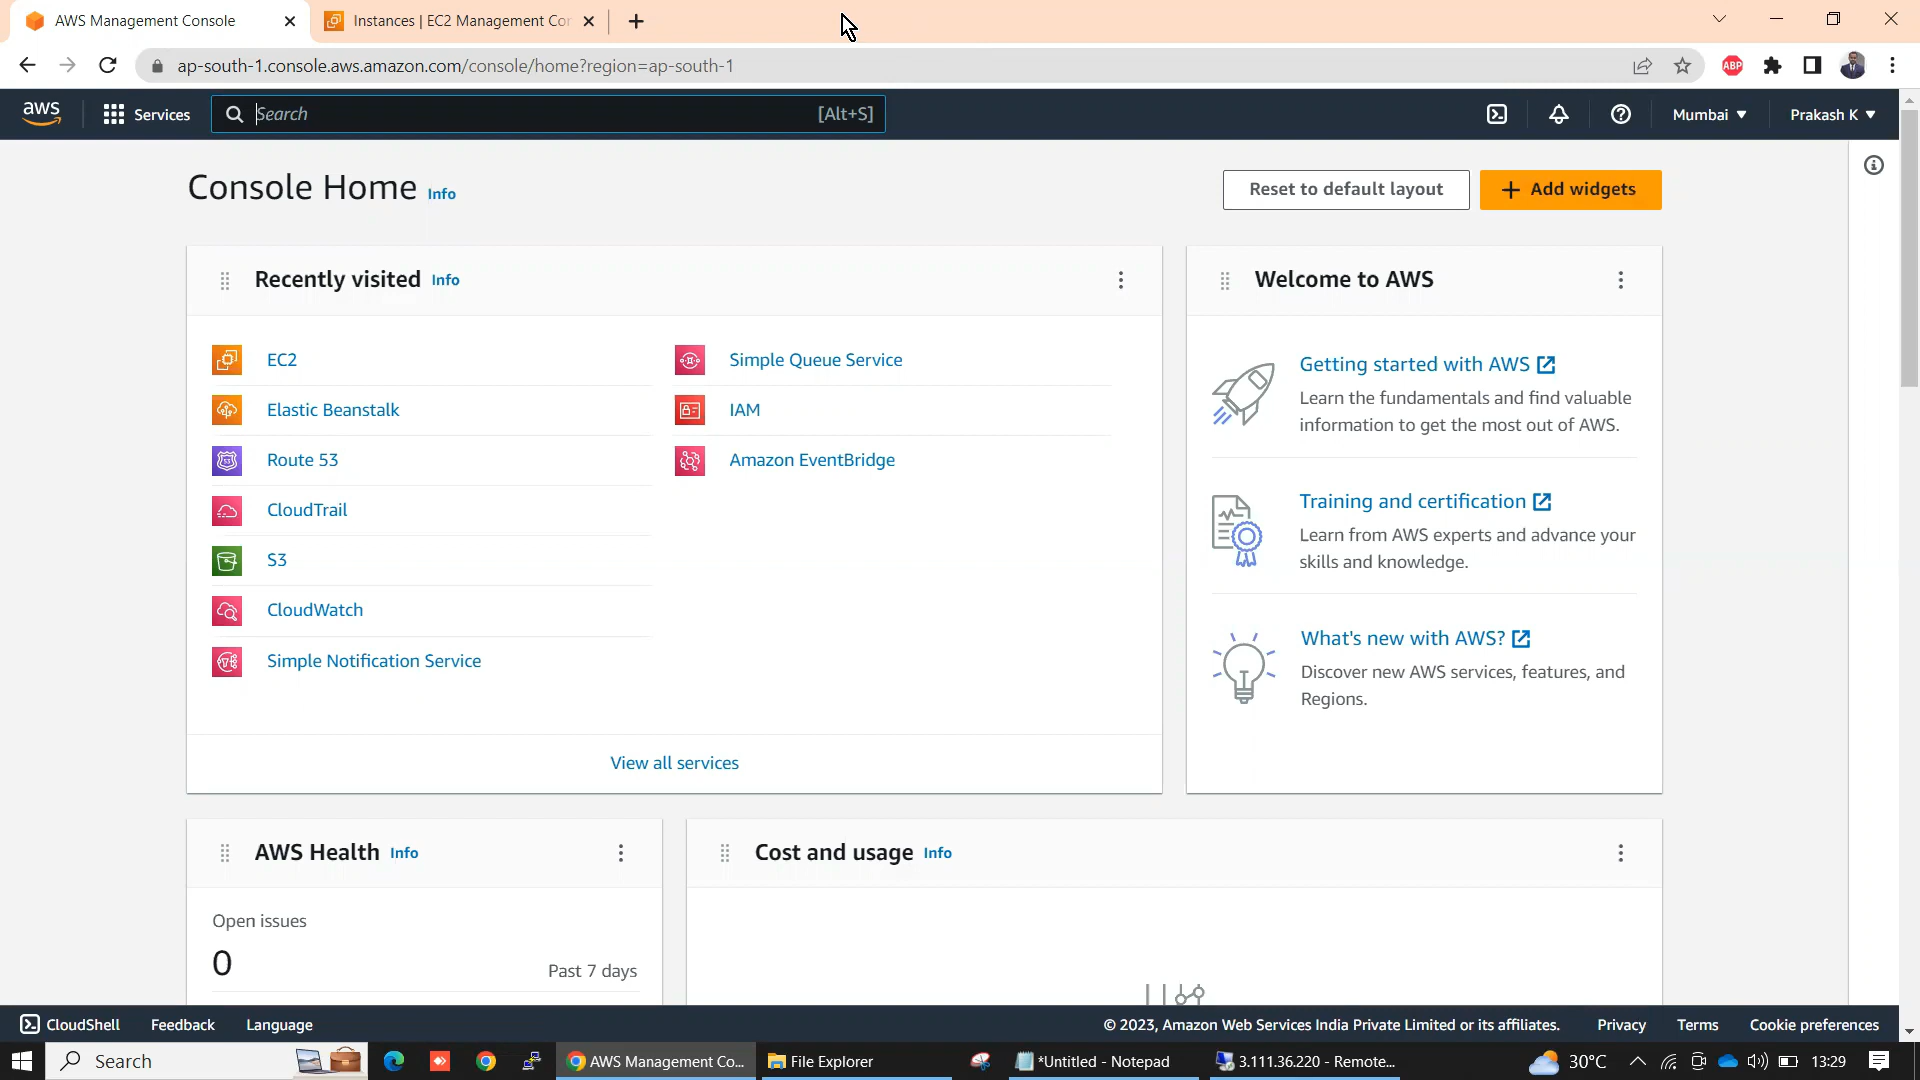 AWS Management Console
Instances | EC2 Management Co
ap-south-1.console.aws.amazon.com/console/home?region=ap-south-1
ABP
aws
Services
Search
[Alt+S]
Mumbai
Prakash K
Console Home
Info
Reset to default layout
Add widgets
Recently visited
Info
EC2
Elastic Beanstalk
Route 53
CloudTrail
S3
CloudWatch
Simple Notification Service
Simple Queue Service
IAM
Amazon EventBridge
View all services
Welcome to AWS
Getting started with AWS
Learn the fundamentals and find valuable
information to get the most out of AWS.
Training and certification
Learn from AWS experts and advance your
skills and knowledge.
What's new with AWS?
Discover new AWS services, features, and
Regions.
AWS Health
Info
Open issues
0
Past 7 days
Cost and usage
Info
CloudShell
Feedback
Language
© 2023, Amazon Web Services India Private Limited or its affiliates.
Privacy
Terms
Cookie preferences
Search
AWS Management Co...
File Explorer
*Untitled - Notepad
3.111.36.220 - Remote...
30°C
13:29